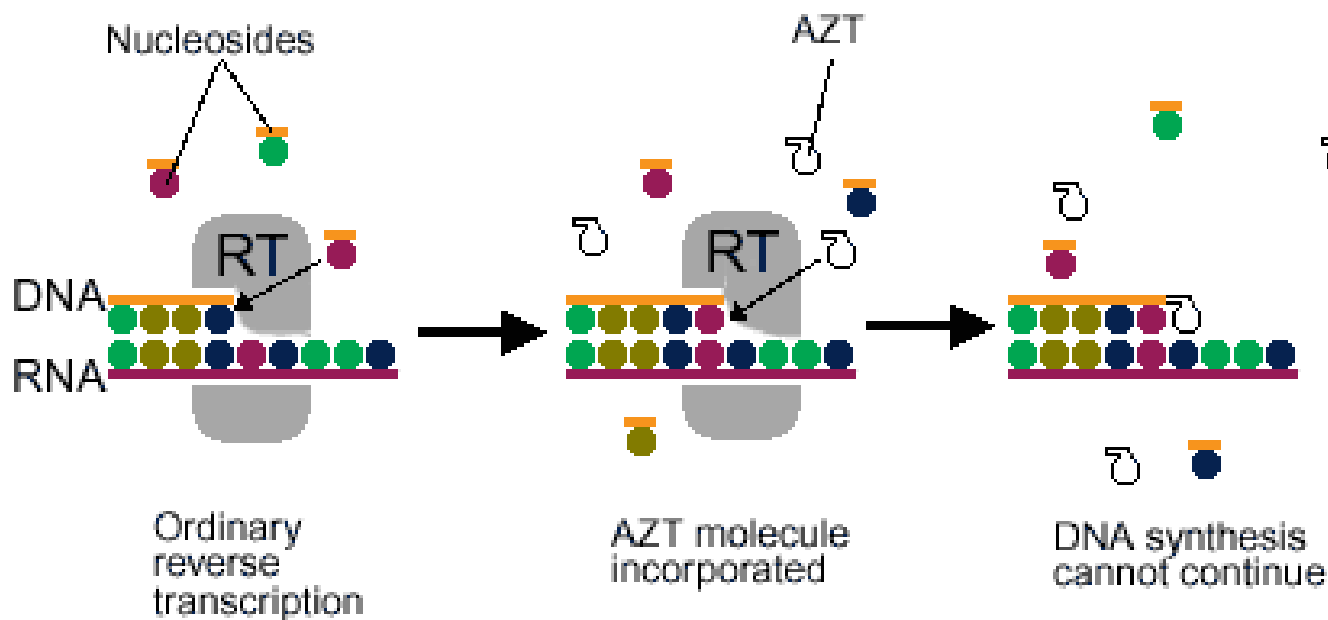 Nucleosides
AZT
RT
RT
DNA
RNA
Ordinary
reverse
transcription
AZT molecule
incorporated
DNA synthesis
cannot continue